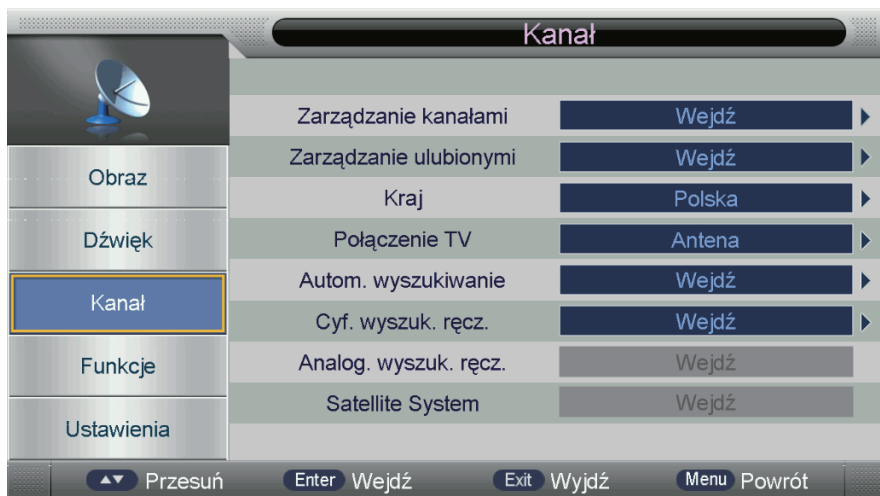 Kanał
Obraz
Dźwięk
Kanał
Funkcje
Ustawienia
Zarządzanie kanałami Wejdź
Zarządzanie ulubionymi Wejdź
Kraj Polska
Połączenie TV Antena
Autom. wyszukiwanie Wejdź
Cyf. wyszuk. ręcz. Wejdź
Analog. wyszuk. ręcz. Wejdź
Satellite System Wejdź
Przesuń Enter Wejdź Exit Wyjdź Menu Powrót